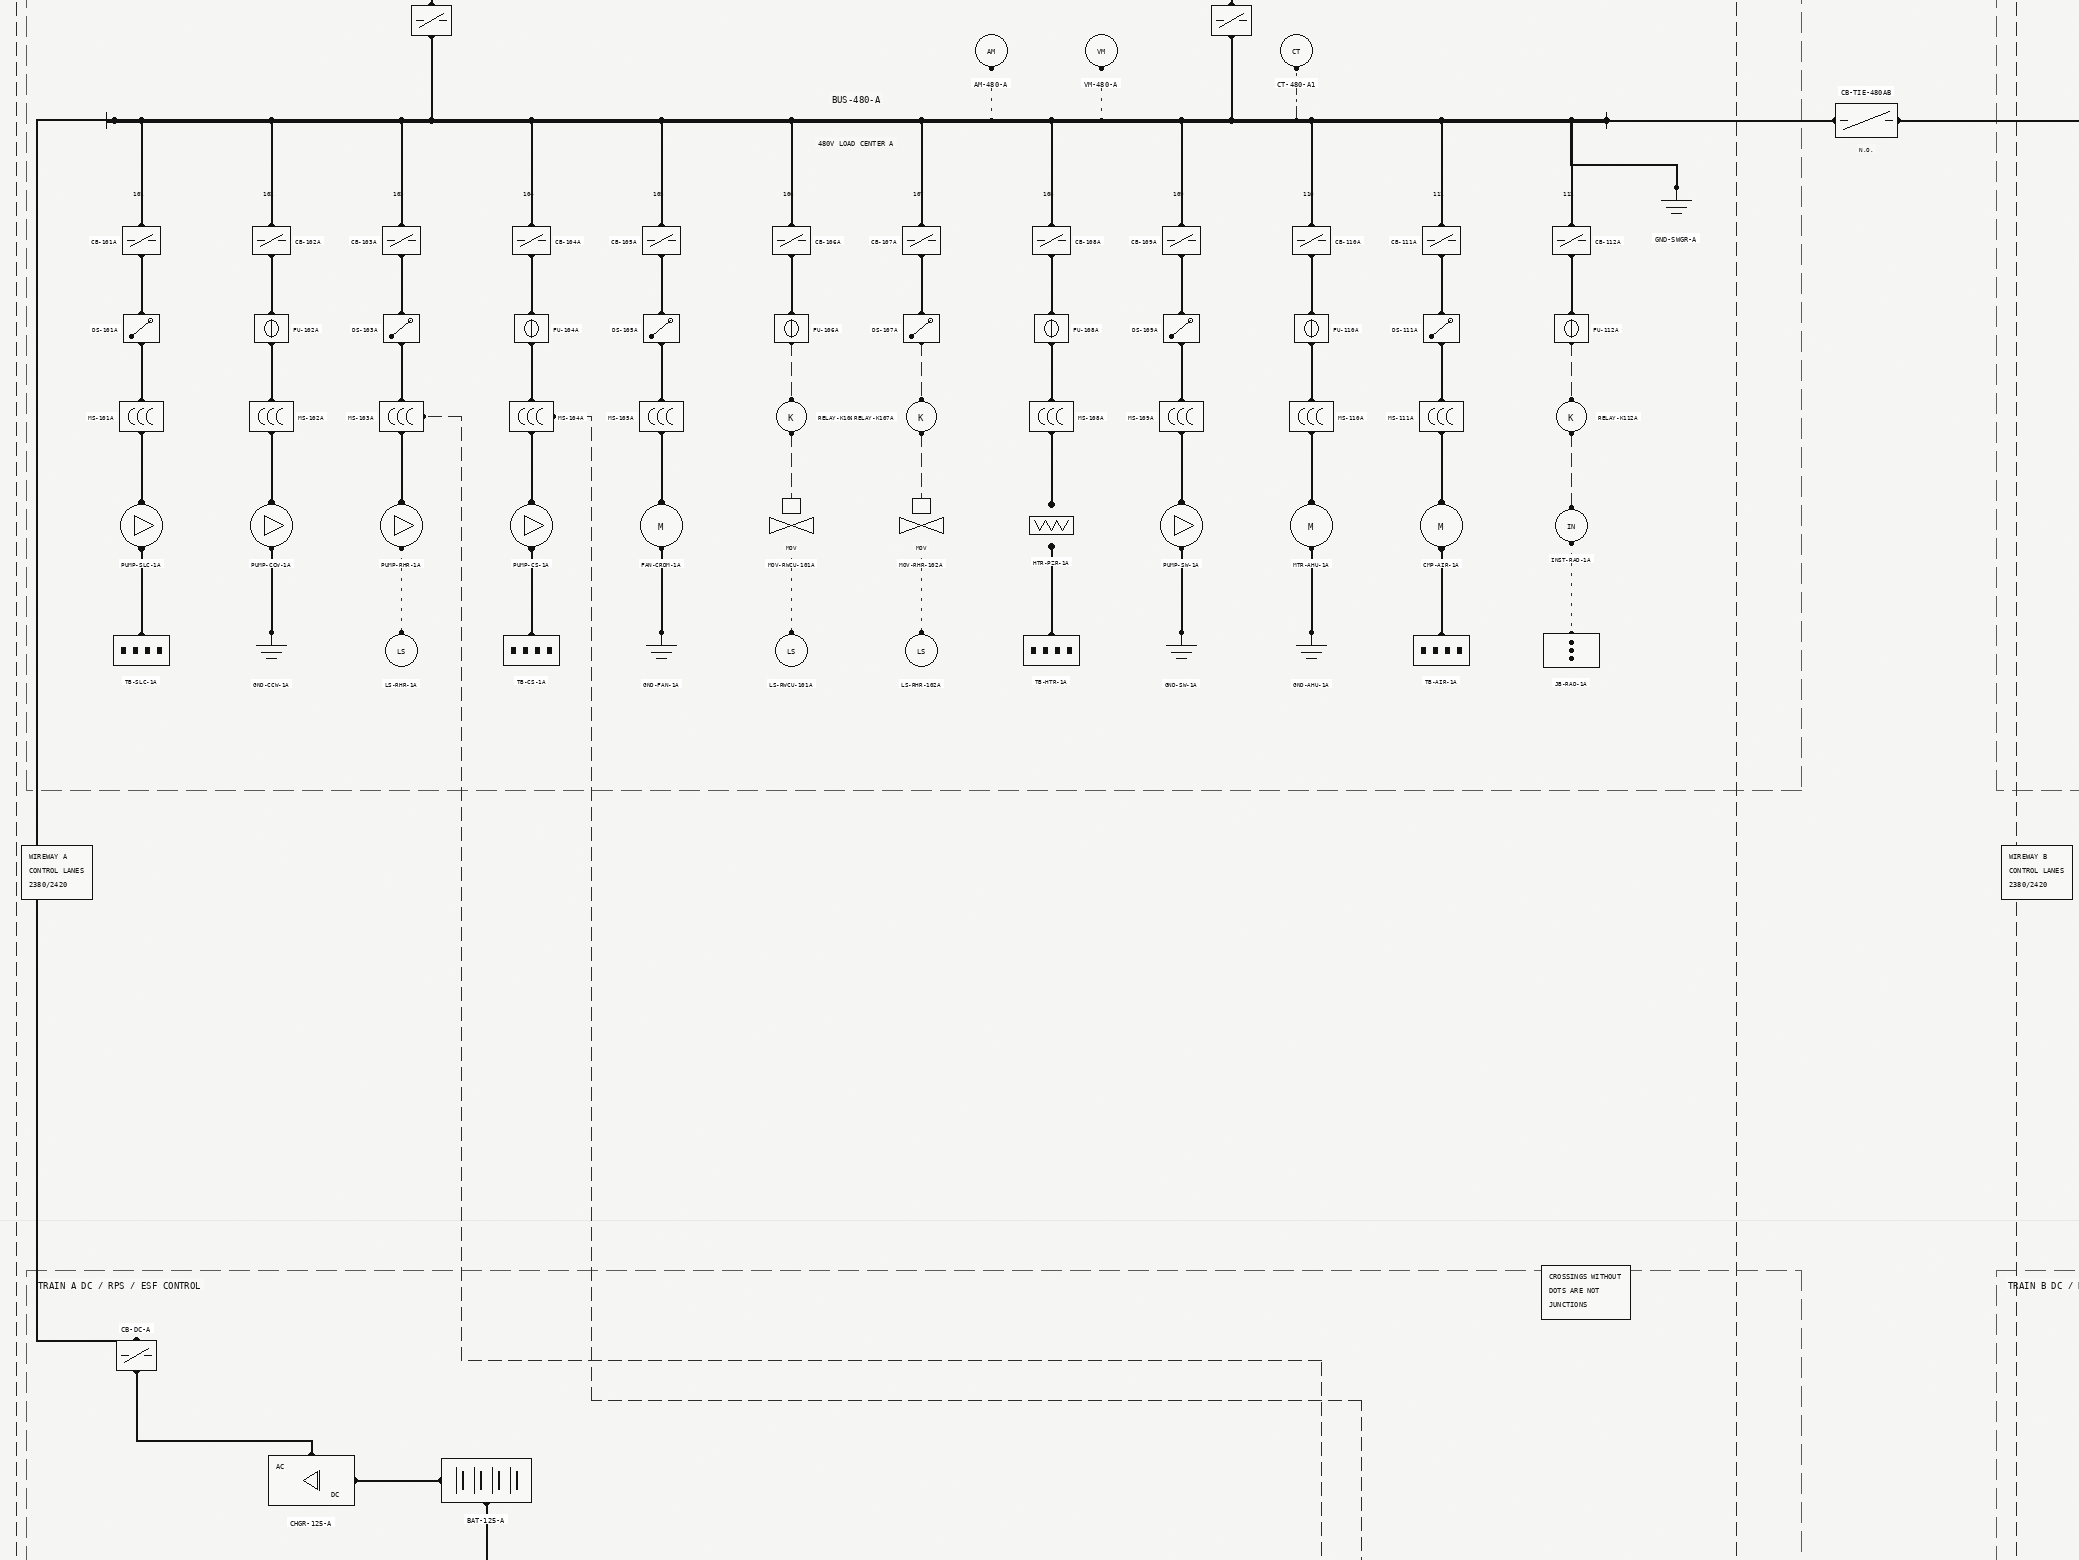 AM
VM
CT
AM-480-A
VM-480-A
CT-480-A1
CB-TIE-480AB
BUS-480-A
480V LOAD CENTER A
N.O.
CB-101A
CB-102A
CB-103A
CB-104A
CB-105A
CB-106A
CB-107A
CB-108A
CB-109A
CB-110A
CB-111A
CB-112A
GND-SWGR-A
DS-101A
FU-102A
DS-103A
FU-104A
DS-105A
FU-106A
DS-107A
FU-108A
DS-109A
FU-110A
DS-111A
FU-112A
MS-101A
MS-102A
MS-103A
MS-104A
MS-105A
K
RELAY-K106
RELAY-K107A
K
MS-108A
MS-109A
MS-110A
MS-111A
K
RELAY-K112A
M
M
M
IN
MOV
MOV
PUMP-SLC-1A
PUMP-CCW-1A
PUMP-RHR-1A
PUMP-CS-1A
FAN-CROM-1A
MOV-RWCU-101A
MOV-RHR-102A
HTR-PZR-1A
PUMP-SW-1A
MTR-AHU-1A
CMP-AIR-1A
INST-RAD-1A
LS
LS
LS
TB-SLC-1A
GND-CCW-1A
LS-RHR-1A
TB-CS-1A
GND-FAN-1A
LS-RWCU-101A
LS-RHR-102A
TB-HTR-1A
GND-SW-1A
GND-AHU-1A
TB-AIR-1A
JB-RAD-1A
WIREWAY A
CONTROL LANES
2380/2420
WIREWAY B
CONTROL LANES
2380/2420
TRAIN A DC / RPS / ESF CONTROL
CROSSINGS WITHOUT
DOTS ARE NOT
JUNCTIONS
TRAIN B DC /
CB-DC-A
AC
DC
CHGR-125-A
BAT-125-A